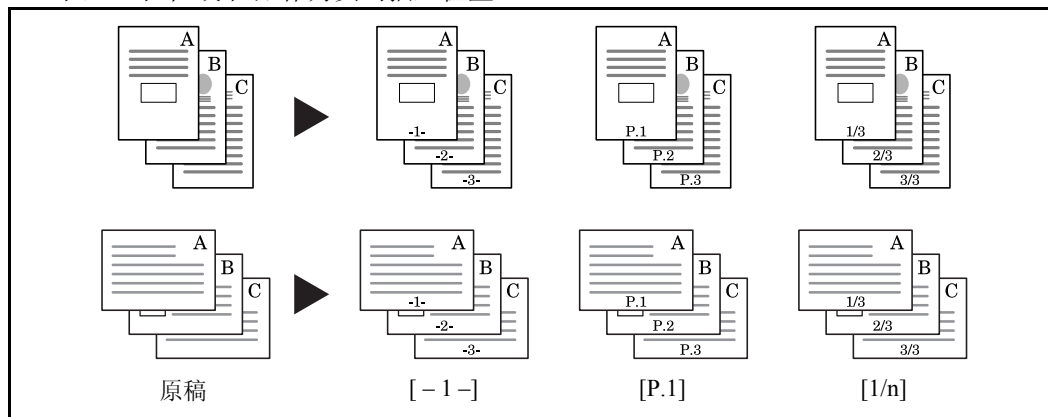 A A A A
B B B B
C C C C
-1- P.1 1/3
-2- P.2 2/3
-3- P.3 3/3
A A A A
B B B B
C C C C
-1- P.1 1/3
-2- P.2 2/3
-3- P.3 3/3
原稿 [ – 1 –] [P.1] [1/n]